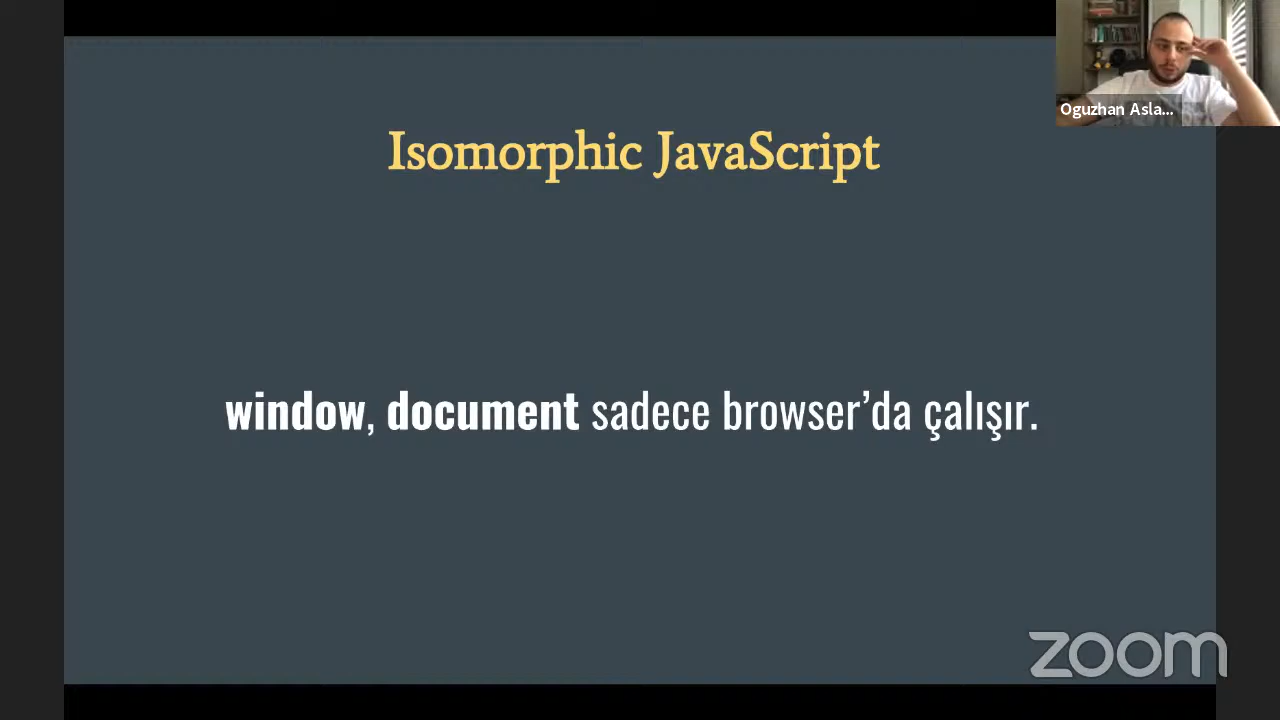 Oguzhan Asla...
Isomorphic JavaScript
window, document sadece browser’da çalışır.
zoom